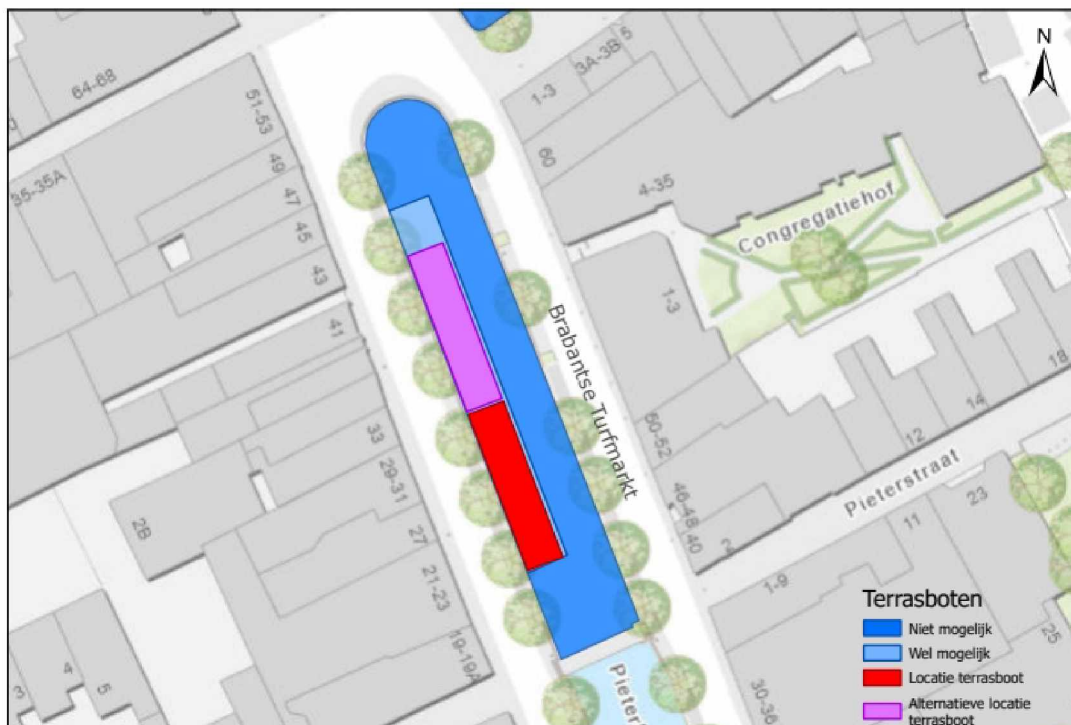 N
64-68
51-53
49
47
45
43
41
35-35A
33
29-31
27
21-23
19-19A
2B
4
5
3
3A-3B
5
1-3
60
4-35
Congregatiehof
1-3
Brabantse Turfmarkt
50-52
46-48
40
18
14
12
Pieterstraat
23
11
1-9
25
30-36
Terrasboten
Niet mogelijk
Wel mogelijk
Locatie terrasboot
Alternatieve locatie
terrasboot